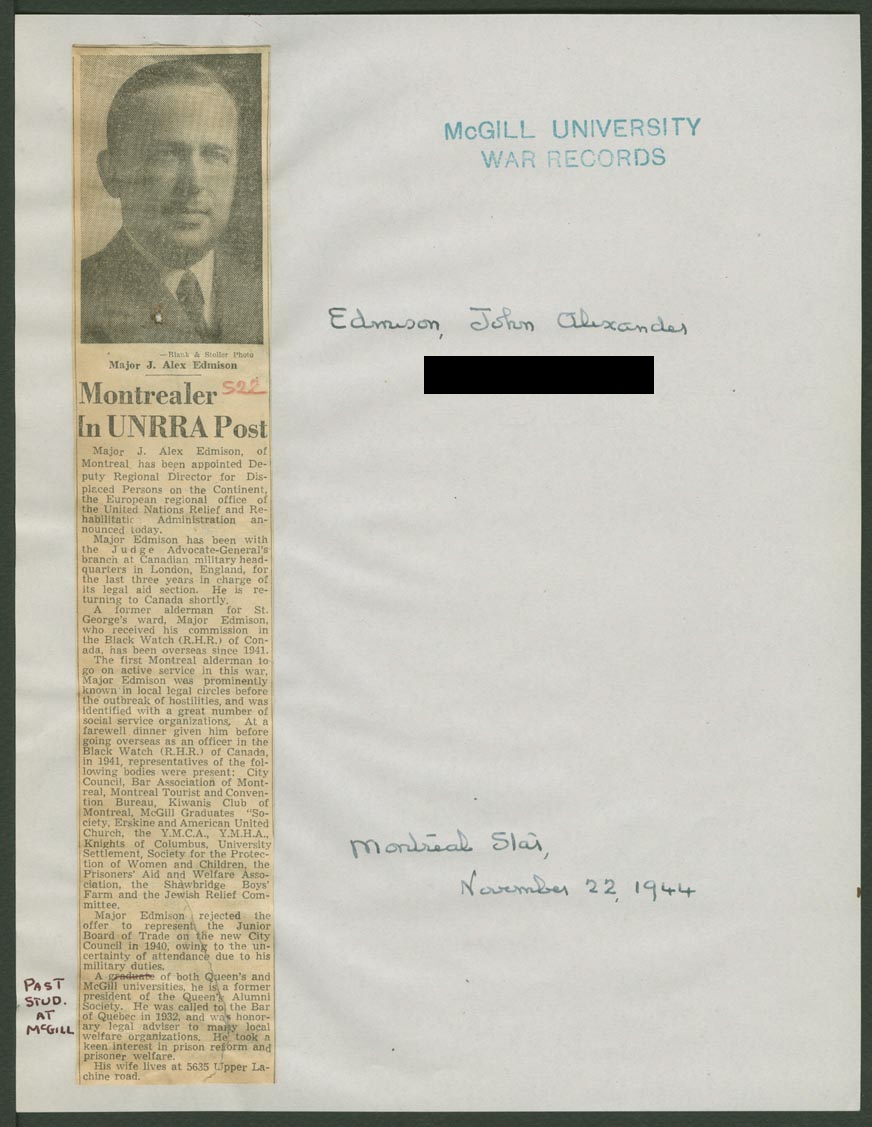 McGILL UNIVERSITY
WAR RECORDS
Edmison, John Alexander
—Blank & Stoller Photo
Major J. Alex Edmison
S22
Montrealer
In UNRRA Post
Major J. Alex Edmison, of
Montreal has been appointed De-
puty Regional Director for Dis-
placed Persons on the Continent,
the European regional office of
the United Nations Relief and Re-
habilitatic Administration an-
nounced today.
Major Edmison has been with
the Judge Advocate-General's
branch at Canadian military head-
quarters in London, England, for
the last three years in charge of
its legal aid section. He is re-
turning to Canada shortly.
A former alderman for St.
George's ward, Major Edmison,
who received his commission in
the Black Watch (R.H.R.) of Con-
ada, has been overseas since 1941.
The first Montreal alderman to
go on active service in this war,
Major Edmison was prominently
known in local legal circles before
the outbreak of hostilities, and was
identified with a great number of
social service organizations. At a
farewell dinner given him before
going overseas as an officer in the
Black Watch (R.H.R.) of Canada,
in 1941, representatives of the fol-
lowing bodies were present: City
Council, Bar Association of Mont-
real, Montreal Tourist and Conven-
tion Bureau, Kiwanis Club of
Montreal, McGill Graduates "So-
ciety, Erskine and American United
Church, the Y.M.C.A., Y.M.H.A.,
Knights of Columbus, University
Settlement, Society for the Protec-
tion of Women and Children, the
Prisoners' Aid and Welfare Asso-
ciation, the Shawbridge Boys'
Farm and the Jewish Relief Com-
mittee.
Major Edmison rejected the
offer to represent the Junior
Board of Trade on the new City
Council in 1940, owing to the un-
certainty of attendance due to his
military duties.
A graduate of both Queen's and
McGill universities, he is a former
president of the Queen's Alumni
Society. He was called to the Bar
of Quebec in 1932, and was honor-
ary legal adviser to many local
welfare organizations. He took a
keen interest in prison reform and
prisoner welfare.
His wife lives at 5635 Upper La-
chine road.
PAST
STUD.
AT
McGILL
Montreal Star,
November 22, 1944